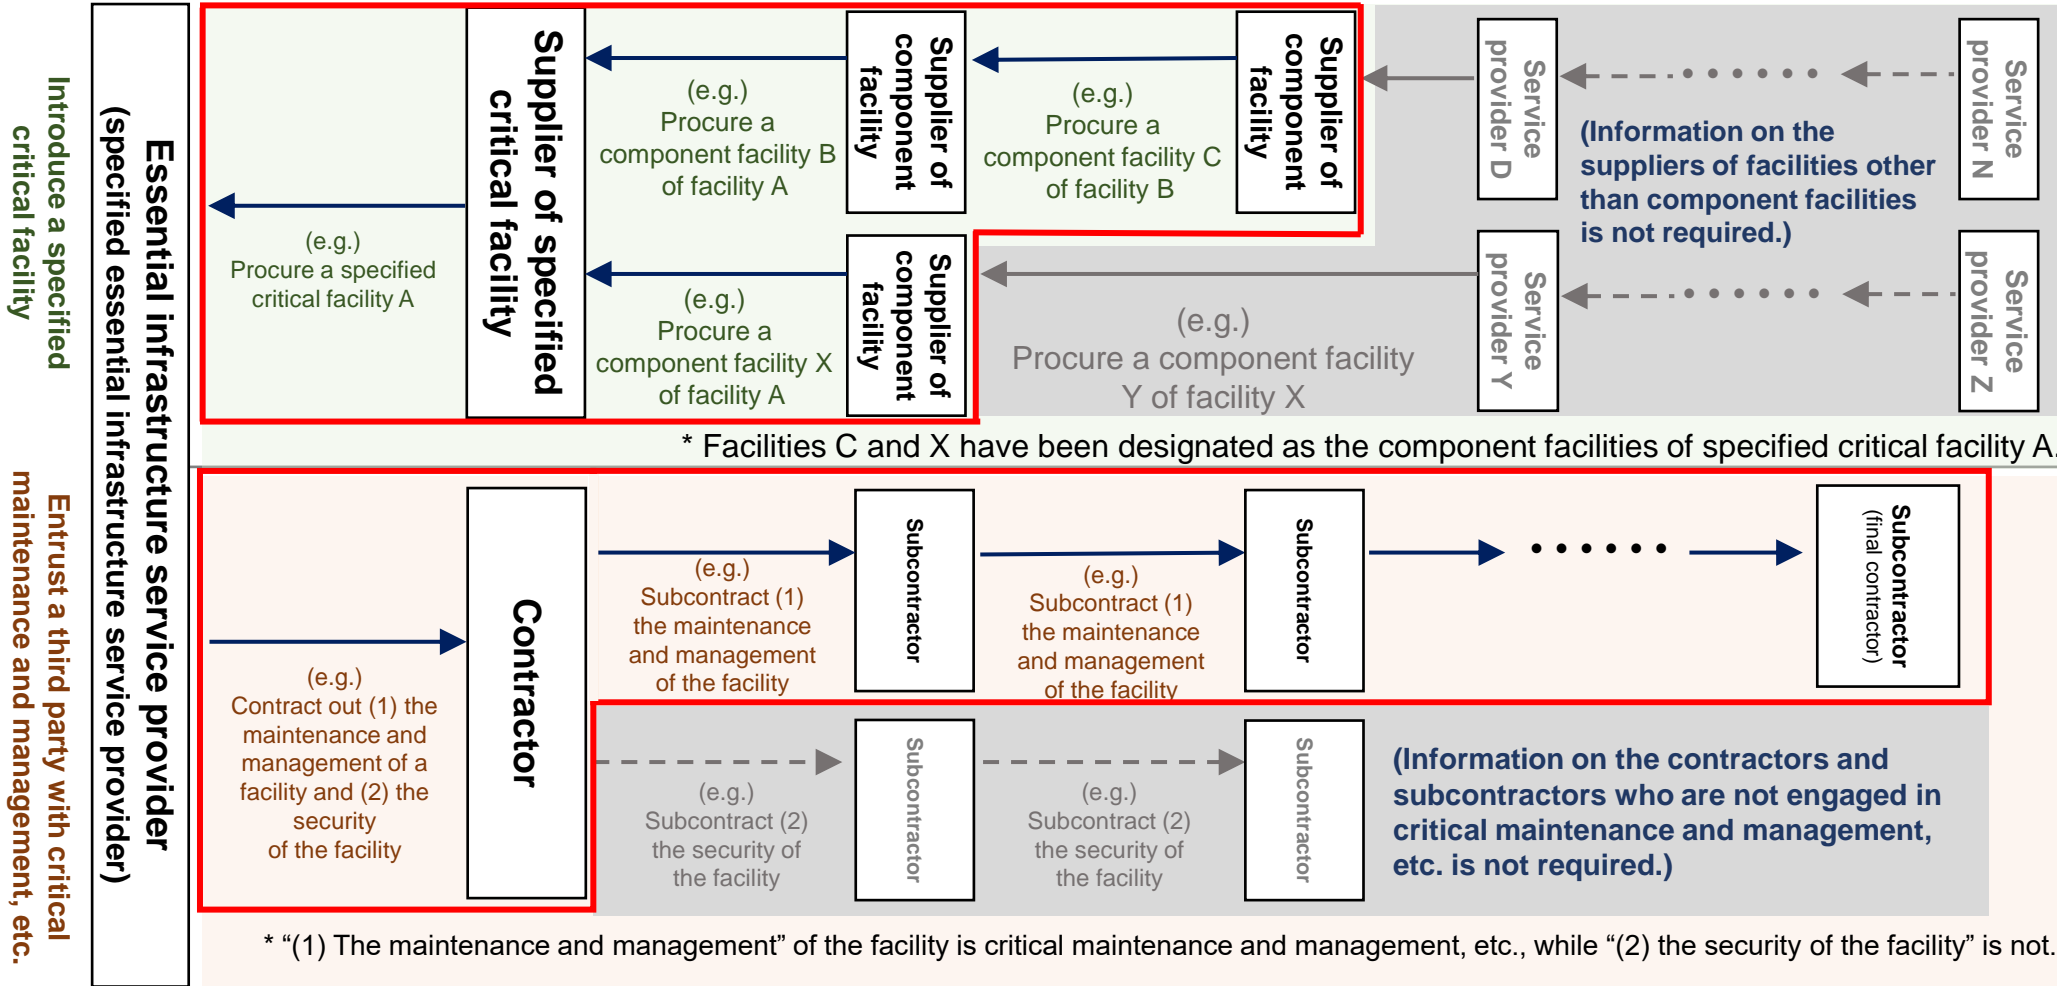 Introduce a specified
critical facility
Entrust a third party with critical
maintenance and management, etc.
Essential infrastructure service provider
(specified essential infrastructure service provider)
(e.g.)
Procure a specified
critical facility A
Supplier of specified
critical facility
(e.g.)
Procure a
component facility B
of facility A
Supplier of
component
facility
(e.g.)
Procure a
component facility C
of facility B
Supplier of
component
facility
Service
provider D
Service
provider N
(Information on the
suppliers of facilities other
than component facilities
is not required.)
(e.g.)
Procure a
component facility X
of facility A
Supplier of
component
facility
(e.g.)
Procure a component facility
Y of facility X
Service
provider Y
Service
provider Z
* Facilities C and X have been designated as the component facilities of specified critical facility A.
(e.g.)
Contract out (1) the
maintenance and
management of a
facility and (2) the
security
of the facility
Contractor
(e.g.)
Subcontract (1)
the maintenance
and management
of the facility
Subcontractor
(e.g.)
Subcontract (1)
the maintenance
and management
of the facility
Subcontractor
Subcontractor
(final contractor)
(e.g.)
Subcontract (2)
the security of
the facility
Subcontractor
(e.g.)
Subcontract (2)
the security of
the facility
Subcontractor
(Information on the contractors and
subcontractors who are not engaged in
critical maintenance and management,
etc. is not required.)
* “(1) The maintenance and management” of the facility is critical maintenance and management, etc., while “(2) the security of the facility” is not.